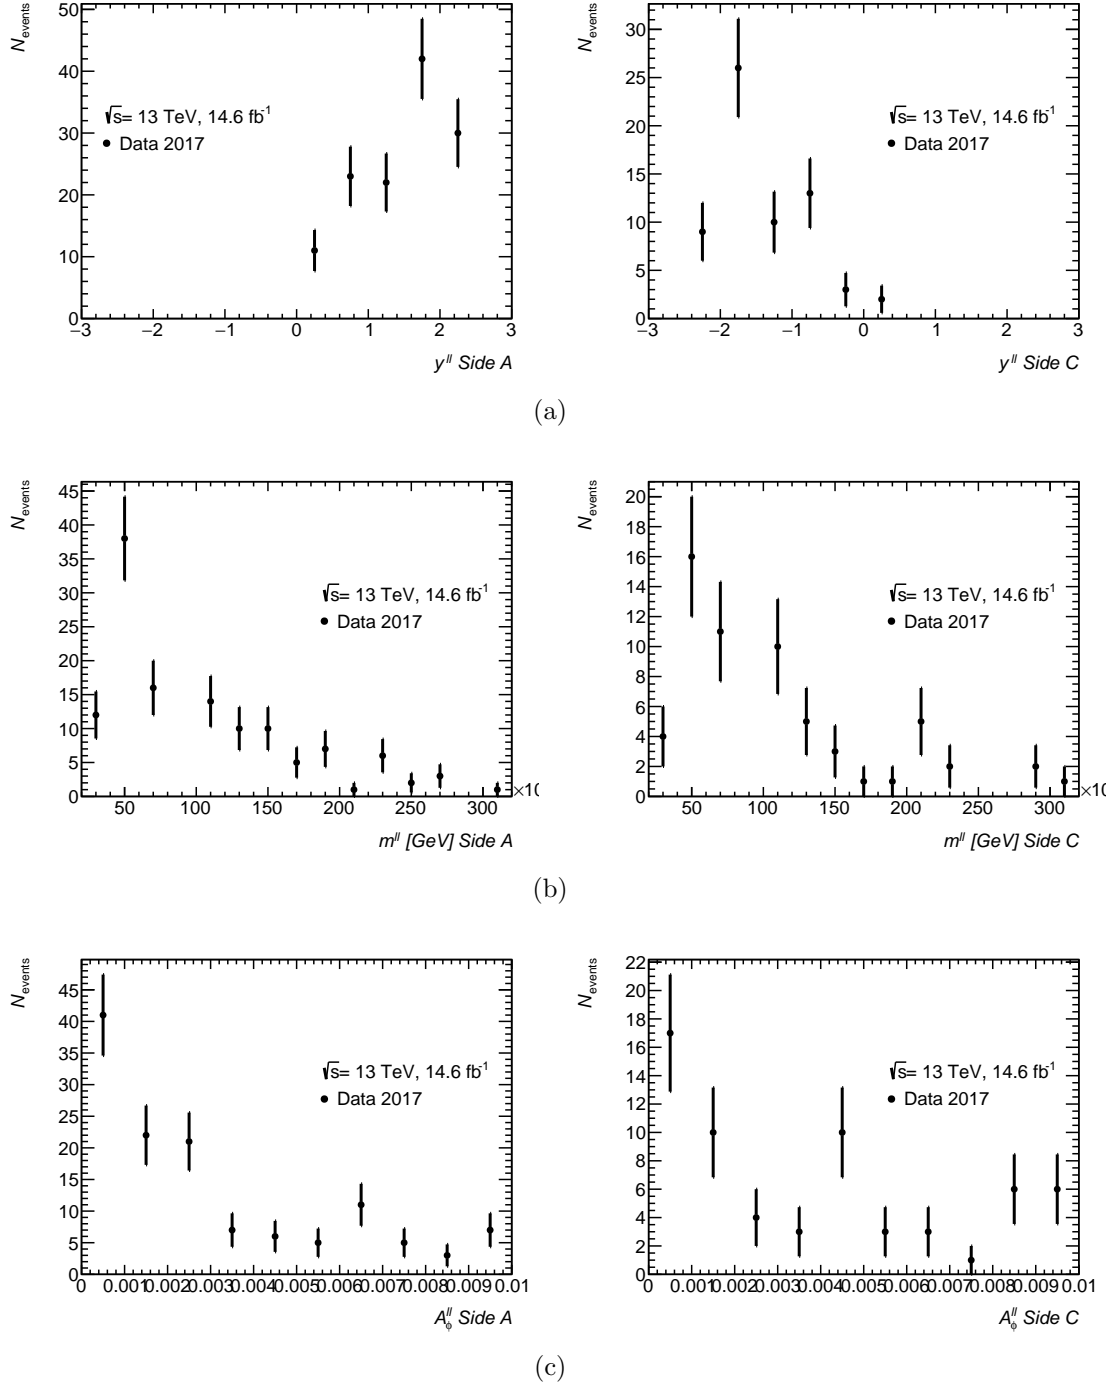 N_events
50
40
30
20
10
0
−3 −2 −1 0 1 2 3
√s= 13 TeV, 14.6 fb⁻¹
Data 2017
y^ll Side A
N_events
30
25
20
15
10
5
0
−3 −2 −1 0 1 2 3
√s= 13 TeV, 14.6 fb⁻¹
Data 2017
y^ll Side C
(a)
N_events
45
40
35
30
25
20
15
10
5
0
50 100 150 200 250 300
√s= 13 TeV, 14.6 fb⁻¹
Data 2017
m^ll [GeV] Side A
N_events
20
18
16
14
12
10
8
6
4
2
0
50 100 150 200 250 300
√s= 13 TeV, 14.6 fb⁻¹
Data 2017
m^ll [GeV] Side C
(b)
N_events
45
40
35
30
25
20
15
10
5
0
0 0.001 0.002 0.003 0.004 0.005 0.006 0.007 0.008 0.009 0.01
√s= 13 TeV, 14.6 fb⁻¹
Data 2017
A_ϕ^ll Side A
N_events
22
20
18
16
14
12
10
8
6
4
2
0
0 0.001 0.002 0.003 0.004 0.005 0.006 0.007 0.008 0.009 0.01
√s= 13 TeV, 14.6 fb⁻¹
Data 2017
A_ϕ^ll Side C
(c)